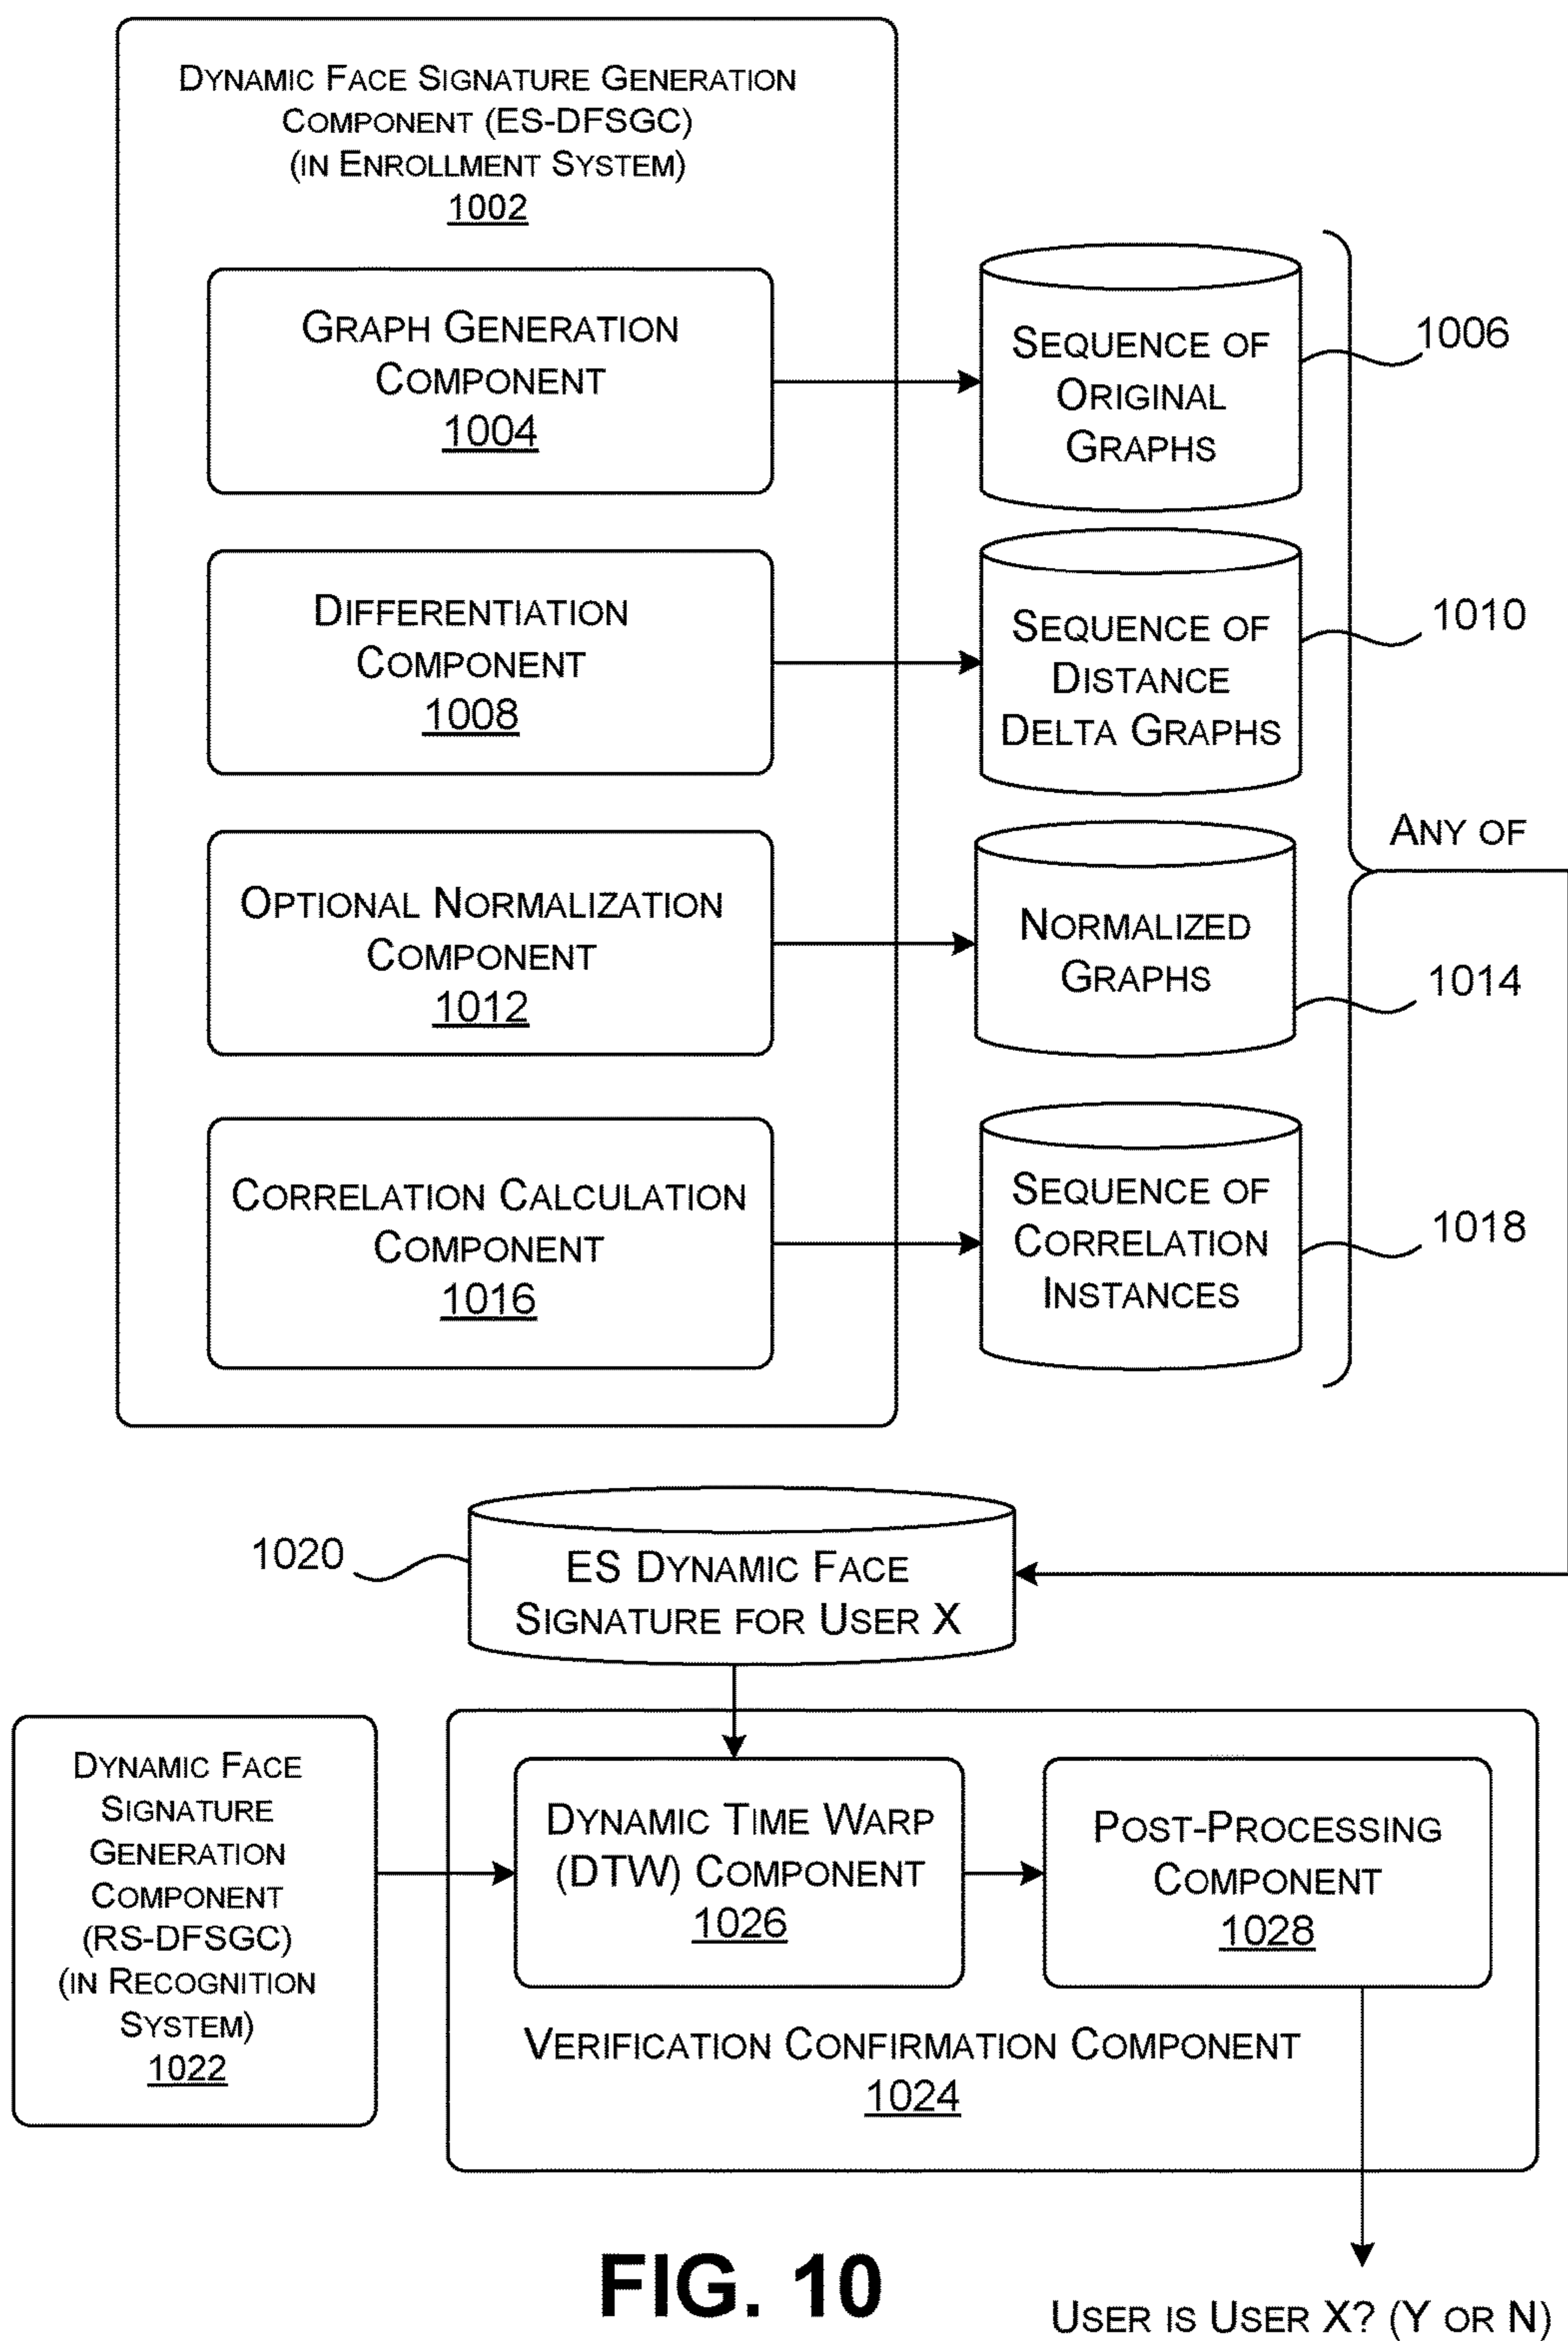 DYNAMIC FACE SIGNATURE GENERATION
COMPONENT (ES-DFSGC)
(IN ENROLLMENT SYSTEM)
1002
GRAPH GENERATION
COMPONENT
1004
SEQUENCE OF
ORIGINAL
GRAPHS
1006
DIFFERENTIATION
COMPONENT
1008
SEQUENCE OF
DISTANCE
DELTA GRAPHS
1010
ANY OF
OPTIONAL NORMALIZATION
COMPONENT
1012
NORMALIZED
GRAPHS
1014
CORRELATION CALCULATION
COMPONENT
1016
SEQUENCE OF
CORRELATION
INSTANCES
1018
1020
ES DYNAMIC FACE
SIGNATURE FOR USER X
DYNAMIC FACE
SIGNATURE
GENERATION
COMPONENT
(RS-DFSGC)
(IN RECOGNITION
SYSTEM)
1022
DYNAMIC TIME WARP
(DTW) COMPONENT
1026
POST-PROCESSING
COMPONENT
1028
VERIFICATION CONFIRMATION COMPONENT
1024
FIG. 10
USER IS USER X? (Y OR N)